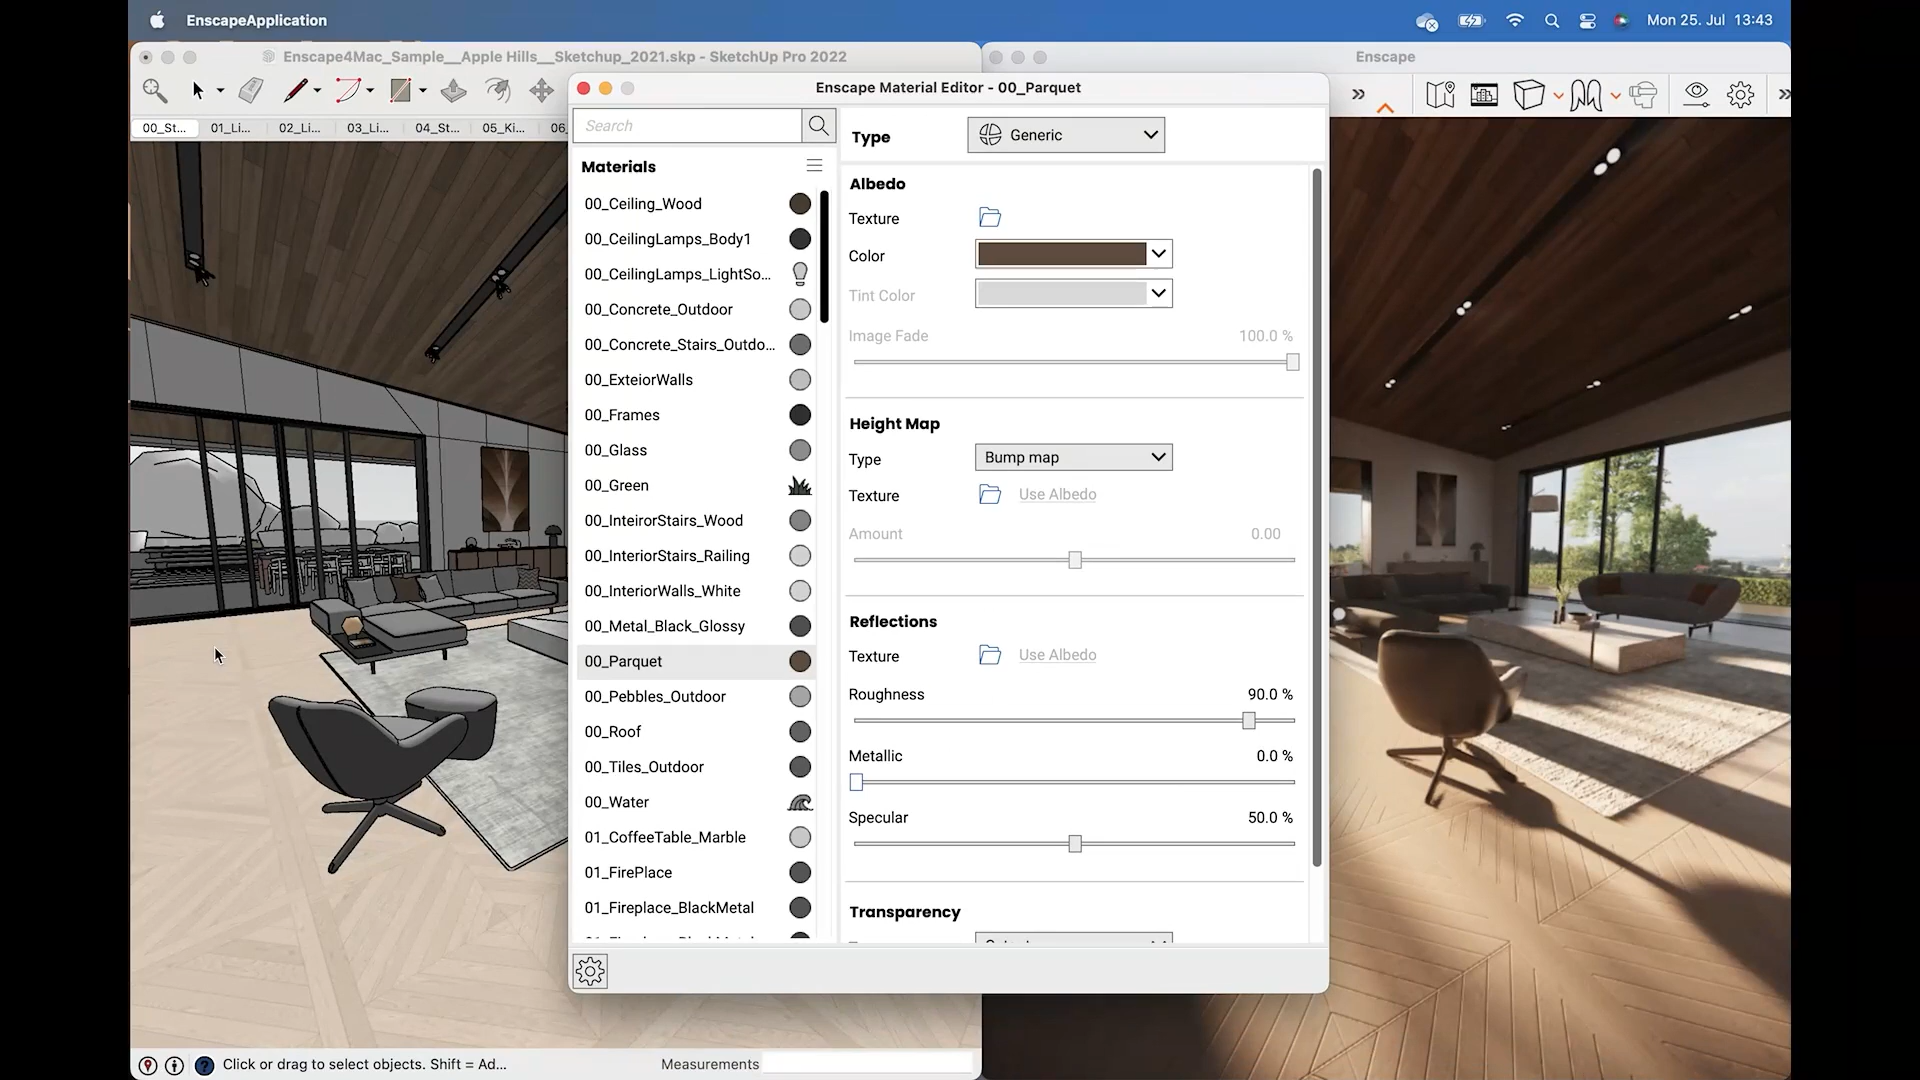 EnscapeApplication
Mon 25. Jul 13:43
Enscape4Mac_Sample__Apple Hills__Sketchup_2021.skp - SketchUp Pro 2022
Enscape
00_St...
01_Li...
02_Li...
03_Li...
04_St...
05_Ki...
06_
Enscape Material Editor - 00_Parquet
Search
Materials
00_Ceiling_Wood
00_CeilingLamps_Body1
00_CeilingLamps_LightSo...
00_Concrete_Outdoor
00_Concrete_Stairs_Outdo...
00_ExteiorWalls
00_Frames
00_Glass
00_Green
00_InteirorStairs_Wood
00_InteriorStairs_Railing
00_InteriorWalls_White
00_Metal_Black_Glossy
00_Parquet
00_Pebbles_Outdoor
00_Roof
00_Tiles_Outdoor
00_Water
01_CoffeeTable_Marble
01_FirePlace
01_Fireplace_BlackMetal
Type Generic
Albedo
Texture
Color
Tint Color
Image Fade 100.0 %
Height Map
Type Bump map
Texture Use Albedo
Amount 0.00
Reflections
Texture Use Albedo
Roughness 90.0 %
Metallic 0.0 %
Specular 50.0 %
Transparency
Click or drag to select objects. Shift = Ad...
Measurements